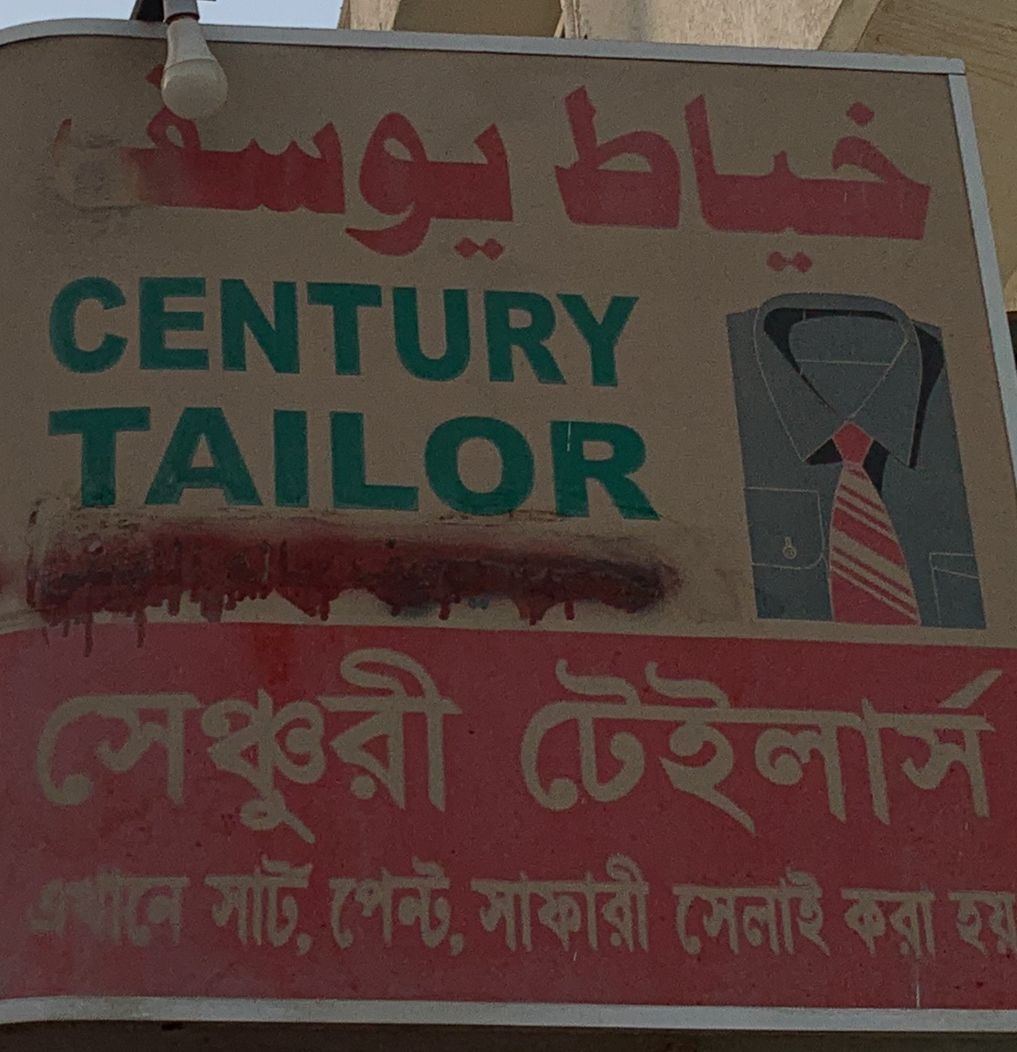 خياط يوسف
CENTURY
TAILOR
সেঞ্চুরী টেইলার্স
এখানে সার্ট, পেন্ট, সাফারী সেলাই করা হয়